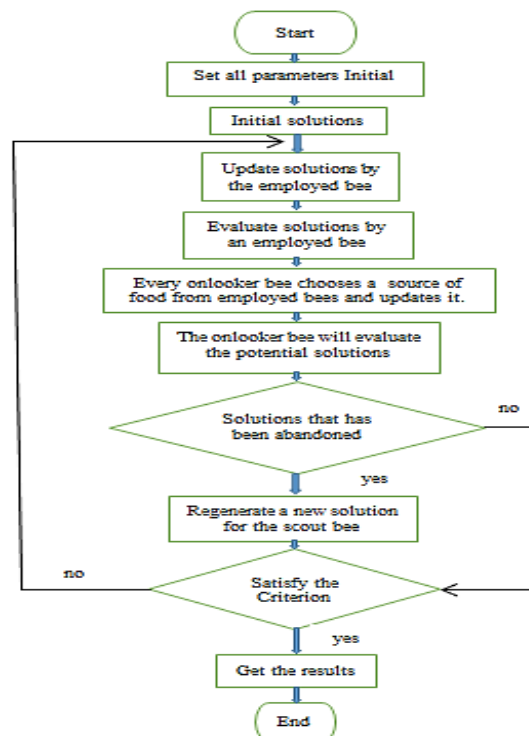 Start
Set all parameters Initial
Initial solutions
Update solutions by
the employed bee
Evaluate solutions by
an employed bee
Every onlooker bee chooses a source of
food from employed bees and updates it.
The onlooker bee will evaluate
the potential solutions
Solutions that has
been abandoned
no
yes
Regenerate a new solution
for the scout bee
no
Satisfy the
Criterion
yes
Get the results
End